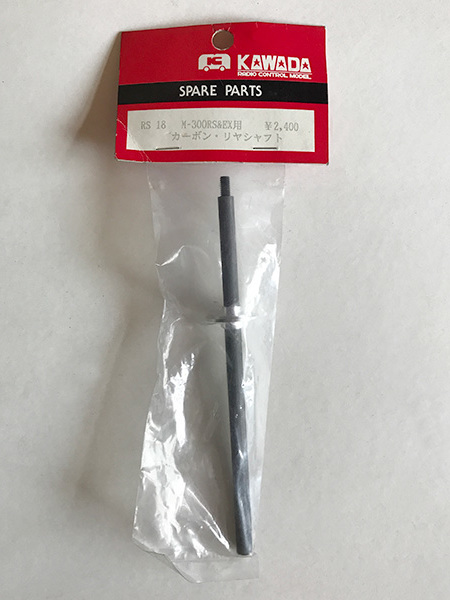 KAWADA
RADIO CONTROL MODEL
SPARE PARTS
RS 18 M-300RS&EX用 ¥2,400
カーボン・リヤシャフト